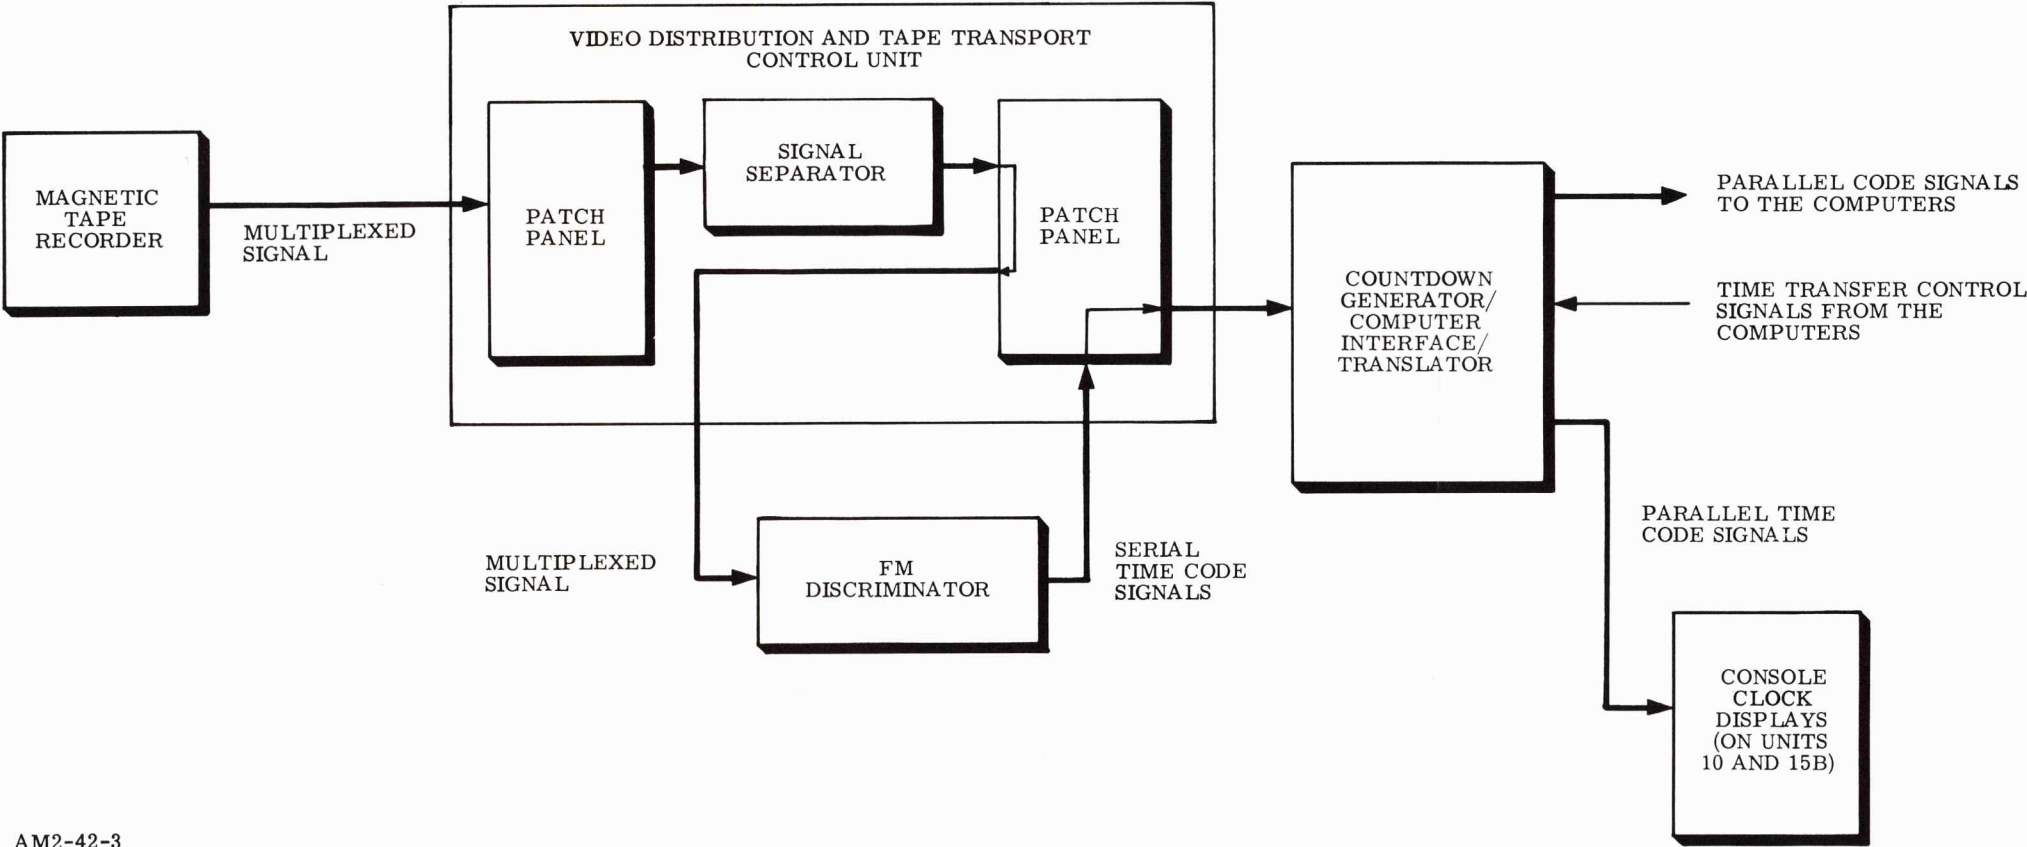 VIDEO DISTRIBUTION AND TAPE TRANSPORT
CONTROL UNIT
MAGNETIC
TAPE
RECORDER
MULTIPLEXED
SIGNAL
PATCH
PANEL
SIGNAL
SEPARATOR
PATCH
PANEL
COUNTDOWN
GENERATOR/
COMPUTER
INTERFACE/
TRANSLATOR
PARALLEL CODE SIGNALS
TO THE COMPUTERS
TIME TRANSFER CONTROL
SIGNALS FROM THE
COMPUTERS
MULTIPLEXED
SIGNAL
FM
DISCRIMINATOR
SERIAL
TIME CODE
SIGNALS
PARALLEL TIME
CODE SIGNALS
CONSOLE
CLOCK
DISPLAYS
(ON UNITS
10 AND 15B)
AM2-42-3